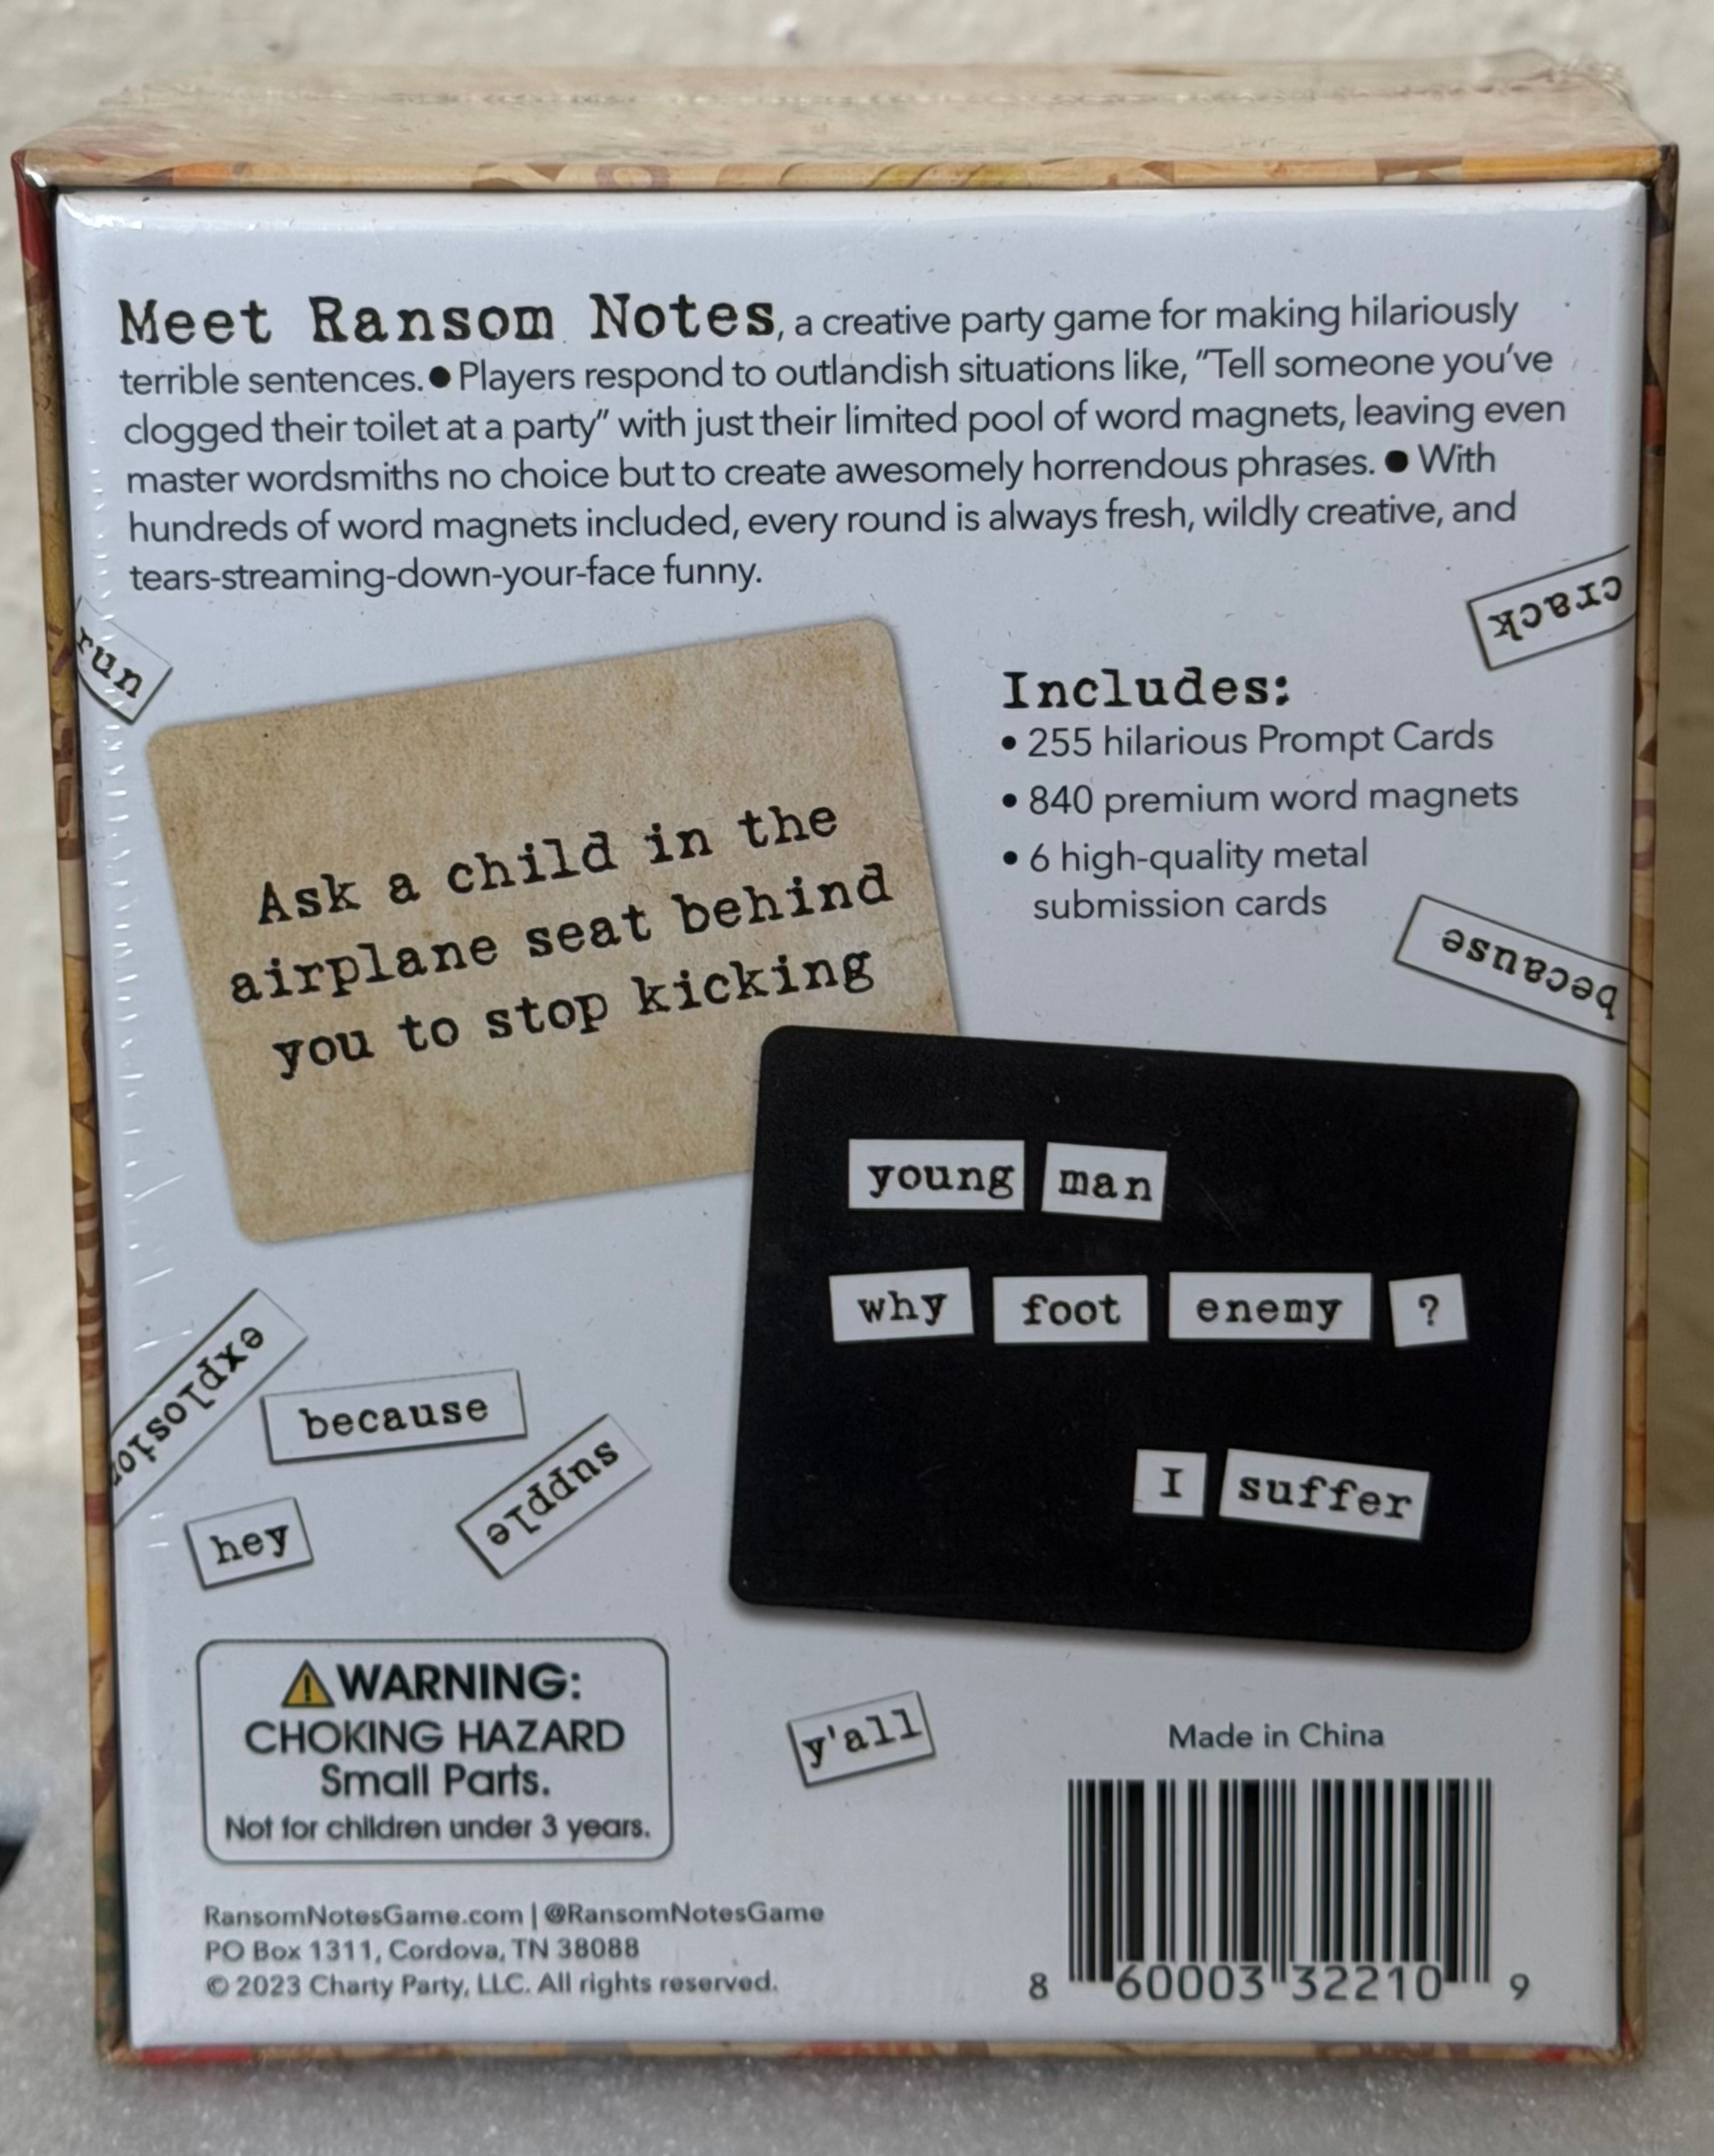 Meet Ransom Notes, a creative party game for making hilariously
terrible sentences. ● Players respond to outlandish situations like, "Tell someone you've
clogged their toilet at a party" with just their limited pool of word magnets, leaving even
master wordsmiths no choice but to create awesomely horrendous phrases. ● With
hundreds of word magnets included, every round is always fresh, wildly creative, and
tears-streaming-down-your-face funny.
crack
run
Includes:
• 255 hilarious Prompt Cards
• 840 premium word magnets
• 6 high-quality metal
submission cards
because
Ask a child in the
airplane seat behind
you to stop kicking
young man
why foot enemy ?
I suffer
explosion
because
supple
hey
⚠WARNING:
CHOKING HAZARD
Small Parts.
Not for children under 3 years.
y'all
Made in China
RansomNotesGame.com | @RansomNotesGame
PO Box 1311, Cordova, TN 38088
© 2023 Charty Party, LLC. All rights reserved.
8 60003 32210 9